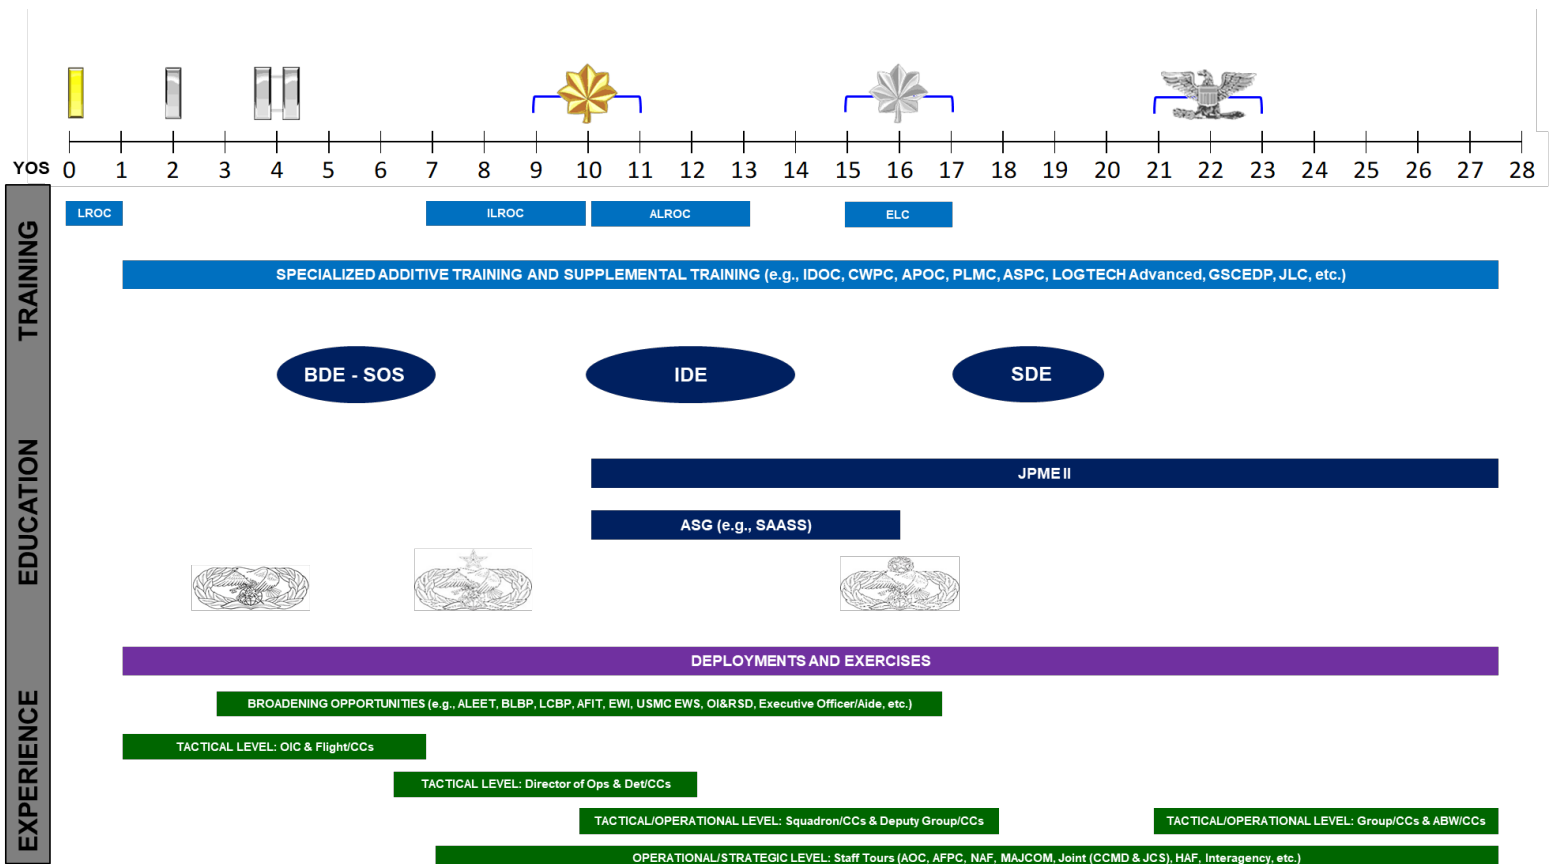 YOS 0 1 2 3 4 5 6 7 8 9 10 11 12 13 14 15 16 17 18 19 20 21 22 23 24 25 26 27 28
TRAINING
LROC
ILROC
ALROC
ELC
SPECIALIZED ADDITIVE TRAINING AND SUPPLEMENTAL TRAINING (e.g., IDOC, CWPC, APOC, PLMC, ASPC, LOGTECH Advanced, GSCEDP, JLC, etc.)
EDUCATION
BDE - SOS
IDE
SDE
JPME II
ASG (e.g., SAASS)
EXPERIENCE
DEPLOYMENTS AND EXERCISES
BROADENING OPPORTUNITIES (e.g., ALEET, BLBP, LCBP, AFIT, EWI, USMC EWS, OI&RSD, Executive Officer/Aide, etc.)
TACTICAL LEVEL: OIC & Flight/CCs
TACTICAL LEVEL: Director of Ops & Det/CCs
TACTICAL/OPERATIONAL LEVEL: Squadron/CCs & Deputy Group/CCs
TACTICAL/OPERATIONAL LEVEL: Group/CCs & ABW/CCs
OPERATIONAL/STRATEGIC LEVEL: Staff Tours (AOC, AFPC, NAF, MAJCOM, Joint (CCMD & JCS), HAF, Interagency, etc.)